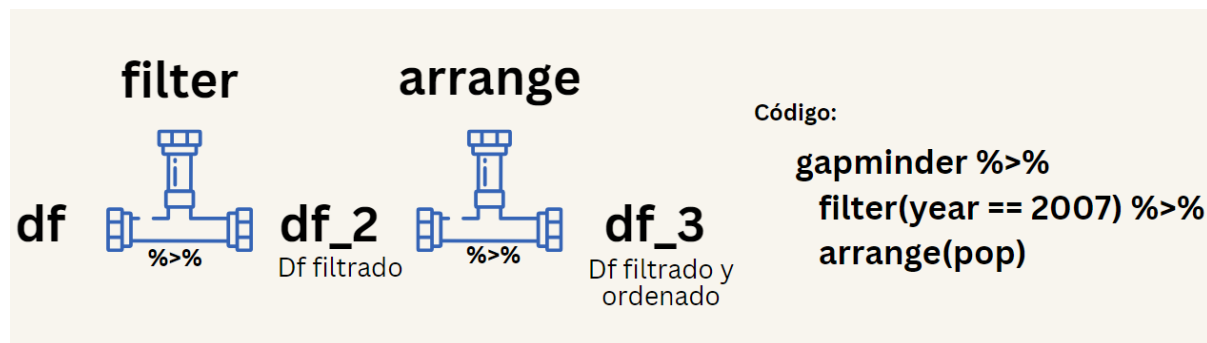 filter
arrange
df
%>%
df_2
Df filtrado
%>%
df_3
Df filtrado y
ordenado
Código:
gapminder %>%
filter(year == 2007) %>%
arrange(pop)